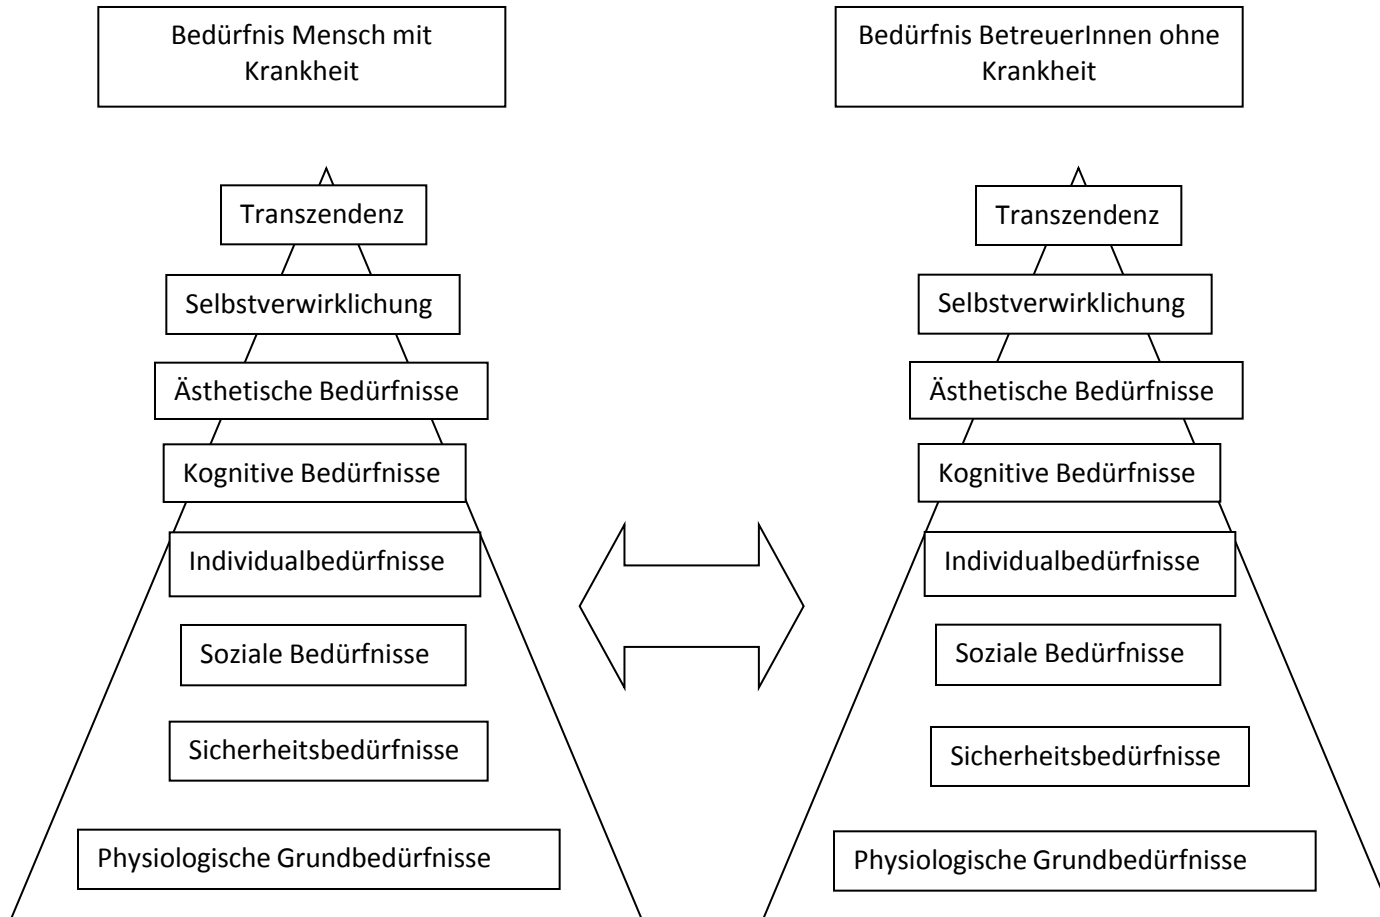 Bedürfnis Mensch mit
Krankheit
Transzendenz
Selbstverwirklichung
Ästhetische Bedürfnisse
Kognitive Bedürfnisse
Individualbedürfnisse
Soziale Bedürfnisse
Sicherheitsbedürfnisse
Physiologische Grundbedürfnisse
Bedürfnis BetreuerInnen ohne
Krankheit
Transzendenz
Selbstverwirklichung
Ästhetische Bedürfnisse
Kognitive Bedürfnisse
Individualbedürfnisse
Soziale Bedürfnisse
Sicherheitsbedürfnisse
Physiologische Grundbedürfnisse